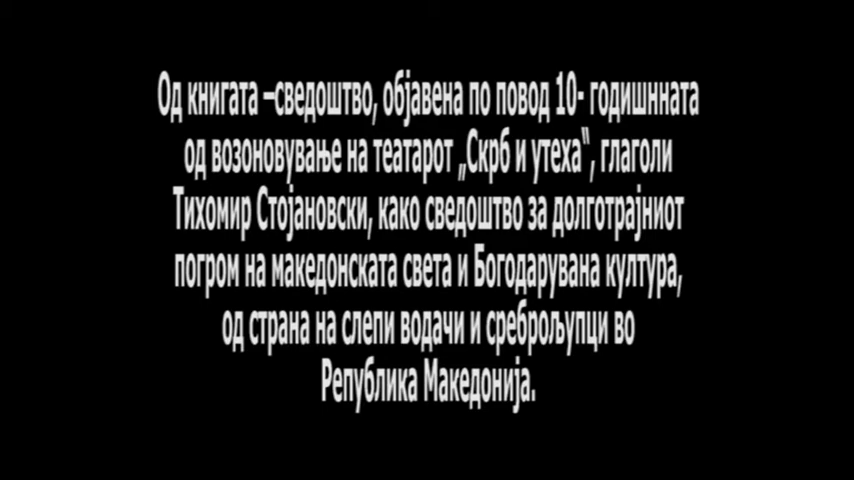 Од книгата –сведоштво, објавена по повод 10- годишнната
од возоновување на театарот „Скрб и утеха“, глаголи
Тихомир Стојановски, како сведоштво за долготрајниот
погром на македонската света и Богодарувана култура,
од страна на слепи водачи и среброљупци во
Република Македонија.